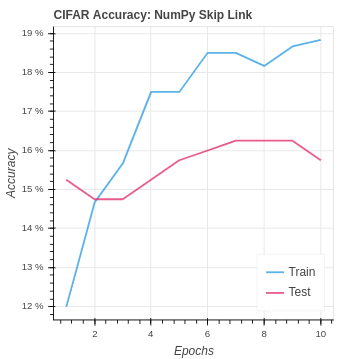 CIFAR Accuracy: NumPy Skip Link
19 %
18 %
17 %
16 %
15 %
14 %
13 %
12 %
Accuracy
Train
Test
2
4
6
8
10
Epochs